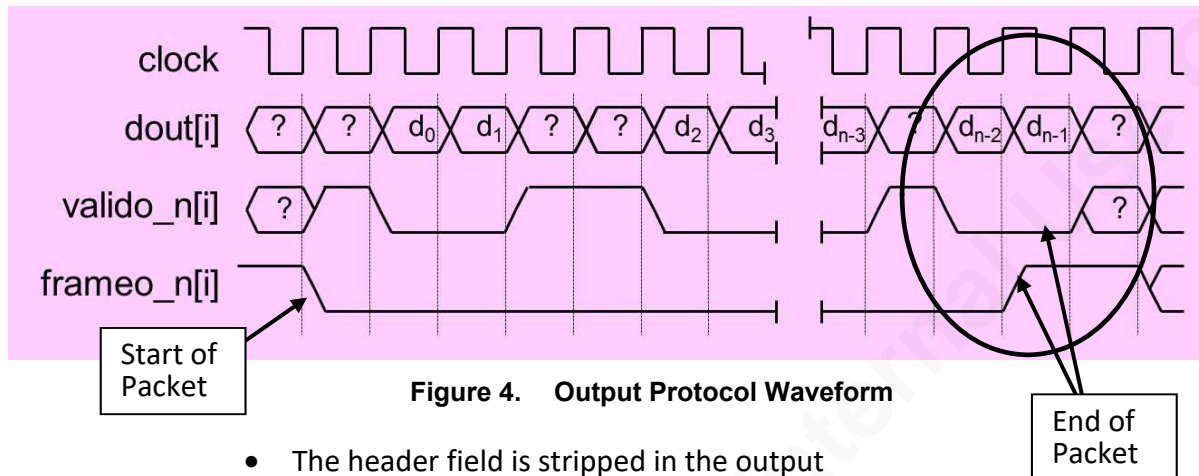 clock
dout[i] ? ? d0 d1 ? ? d2 d3 dn-3 ? dn-2 dn-1 ?
valido_n[i] ? ?
frameo_n[i]
Start of
Packet
End of
Packet
Figure 4. Output Protocol Waveform
• The header field is stripped in the output